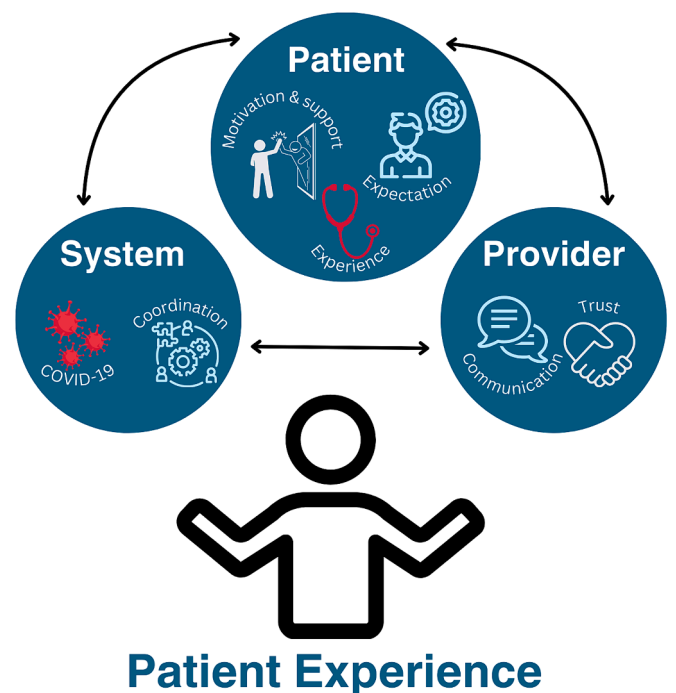 Patient
Motivation & support
Expectation
Experience
System
COVID-19
Coordination
Provider
Communication
Trust
Patient Experience